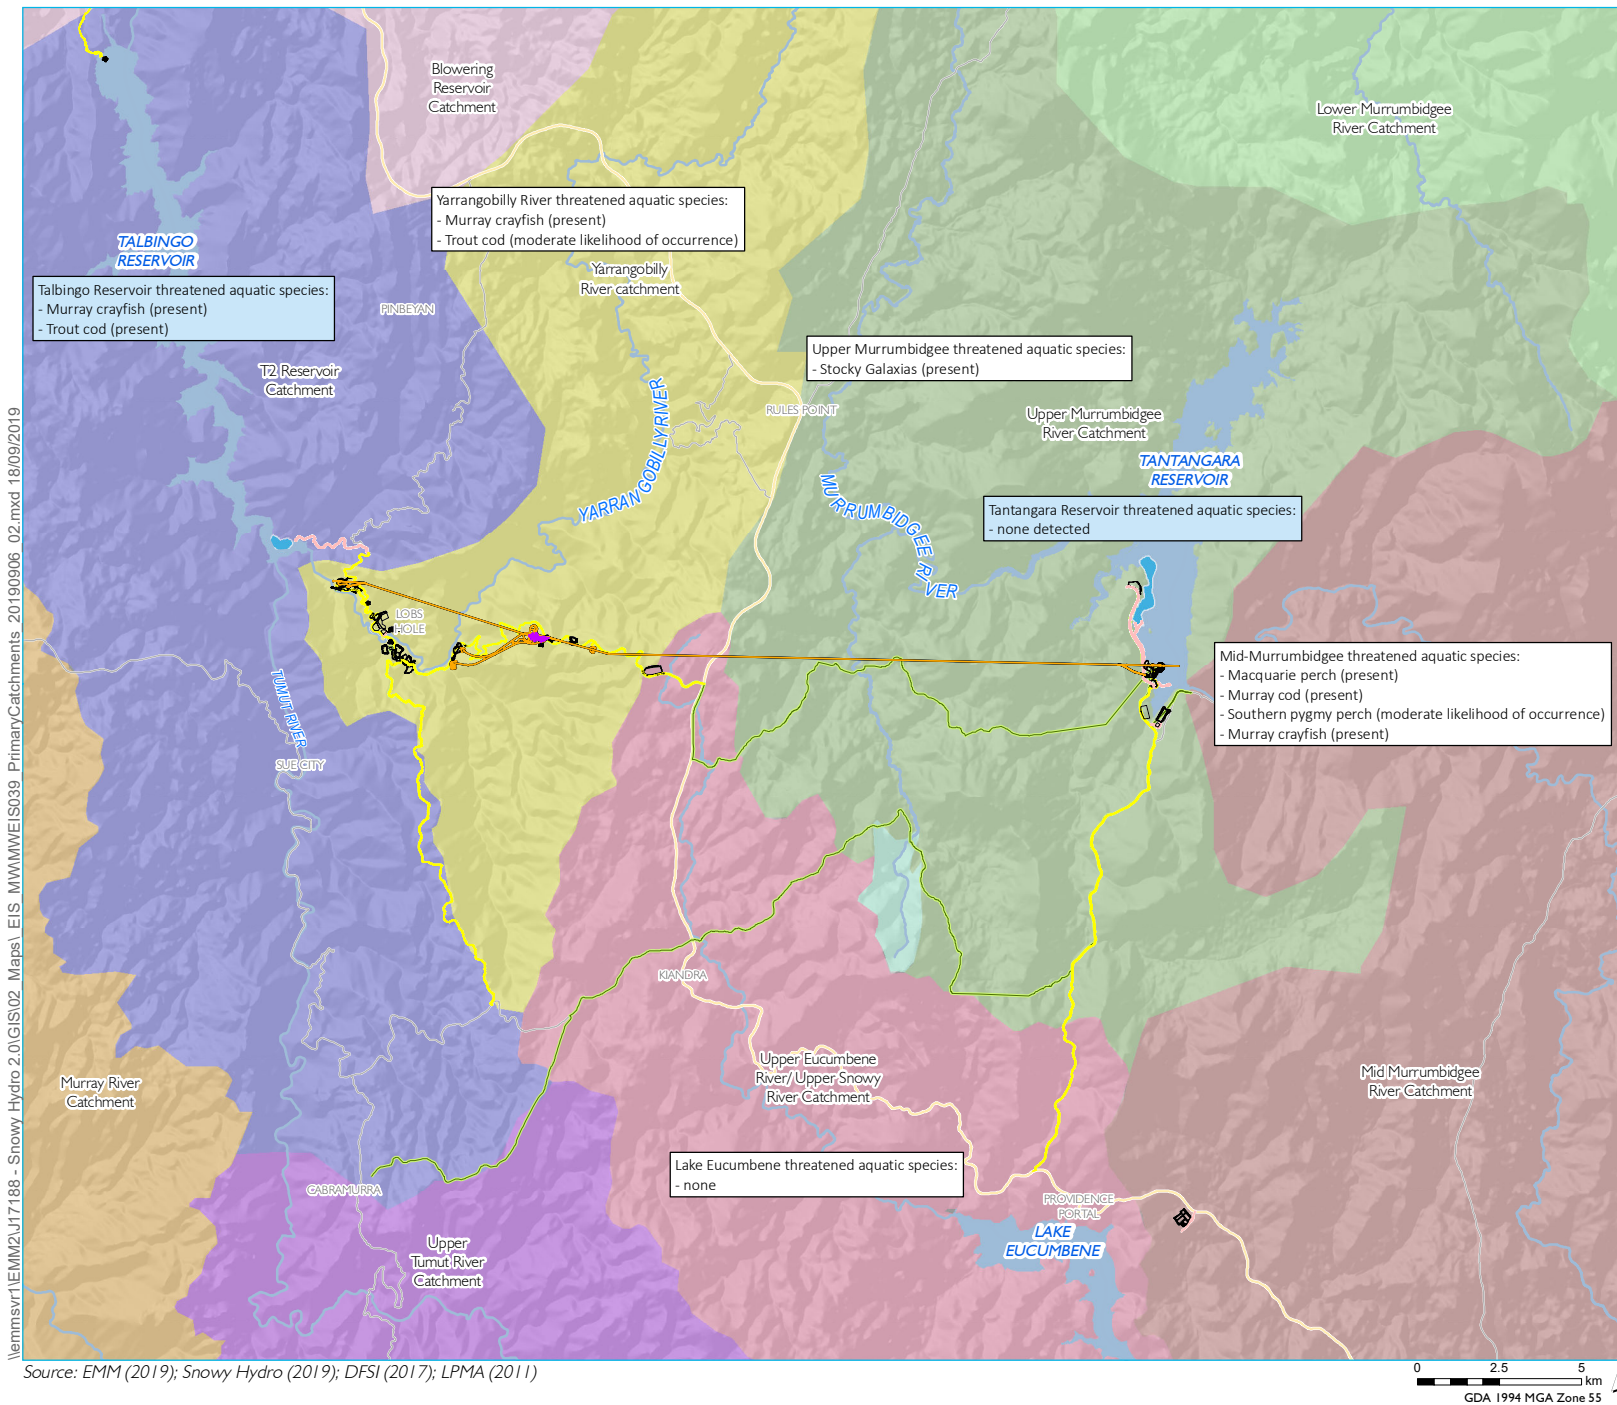 Blowering
Reservoir
Catchment
Lower Murrumbidgee
River Catchment
Yarrangobilly River threatened aquatic species:
- Murray crayfish (present)
- Trout cod (moderate likelihood of occurrence)
TALBINGO
RESERVOIR
Yarrangobilly
River catchment
Talbingo Reservoir threatened aquatic species:
- Murray crayfish (present)
- Trout cod (present)
PINBEYAN
T2 Reservoir
Catchment
Upper Murrumbidgee threatened aquatic species:
- Stocky Galaxias (present)
RULES POINT
Upper Murrumbidgee
River Catchment
YARRANGOBILLY RIVER
TANTANGARA
RESERVOIR
MURRUMBIDGEE RIVER
Tantangara Reservoir threatened aquatic species:
- none detected
LOBS
HOLE
Mid-Murrumbidgee threatened aquatic species:
- Macquarie perch (present)
- Murray cod (present)
- Southern pygmy perch (moderate likelihood of occurrence)
- Murray crayfish (present)
TUMUT RIVER
SUE CITY
KIANDRA
Murray River
Catchment
Upper Eucumbene
River/ Upper Snowy
River Catchment
Mid Murrumbidgee
River Catchment
Lake Eucumbene threatened aquatic species:
- none
CABRAMURRA
PROVIDENCE
PORTAL
LAKE
EUCUMBENE
Upper
Tumut River
Catchment
\\emmsvr1\EMM2\J17188 - Snowy Hydro 2.0\GIS\02_Maps\_EIS_MW\MWEIS039_PrimaryCatchments_20190906_02.mxd 18/09/2019
Source: EMM (2019); Snowy Hydro (2019); DFSI (2017); LPMA (2011)
0 2.5 5
km
GDA 1994 MGA Zone 55